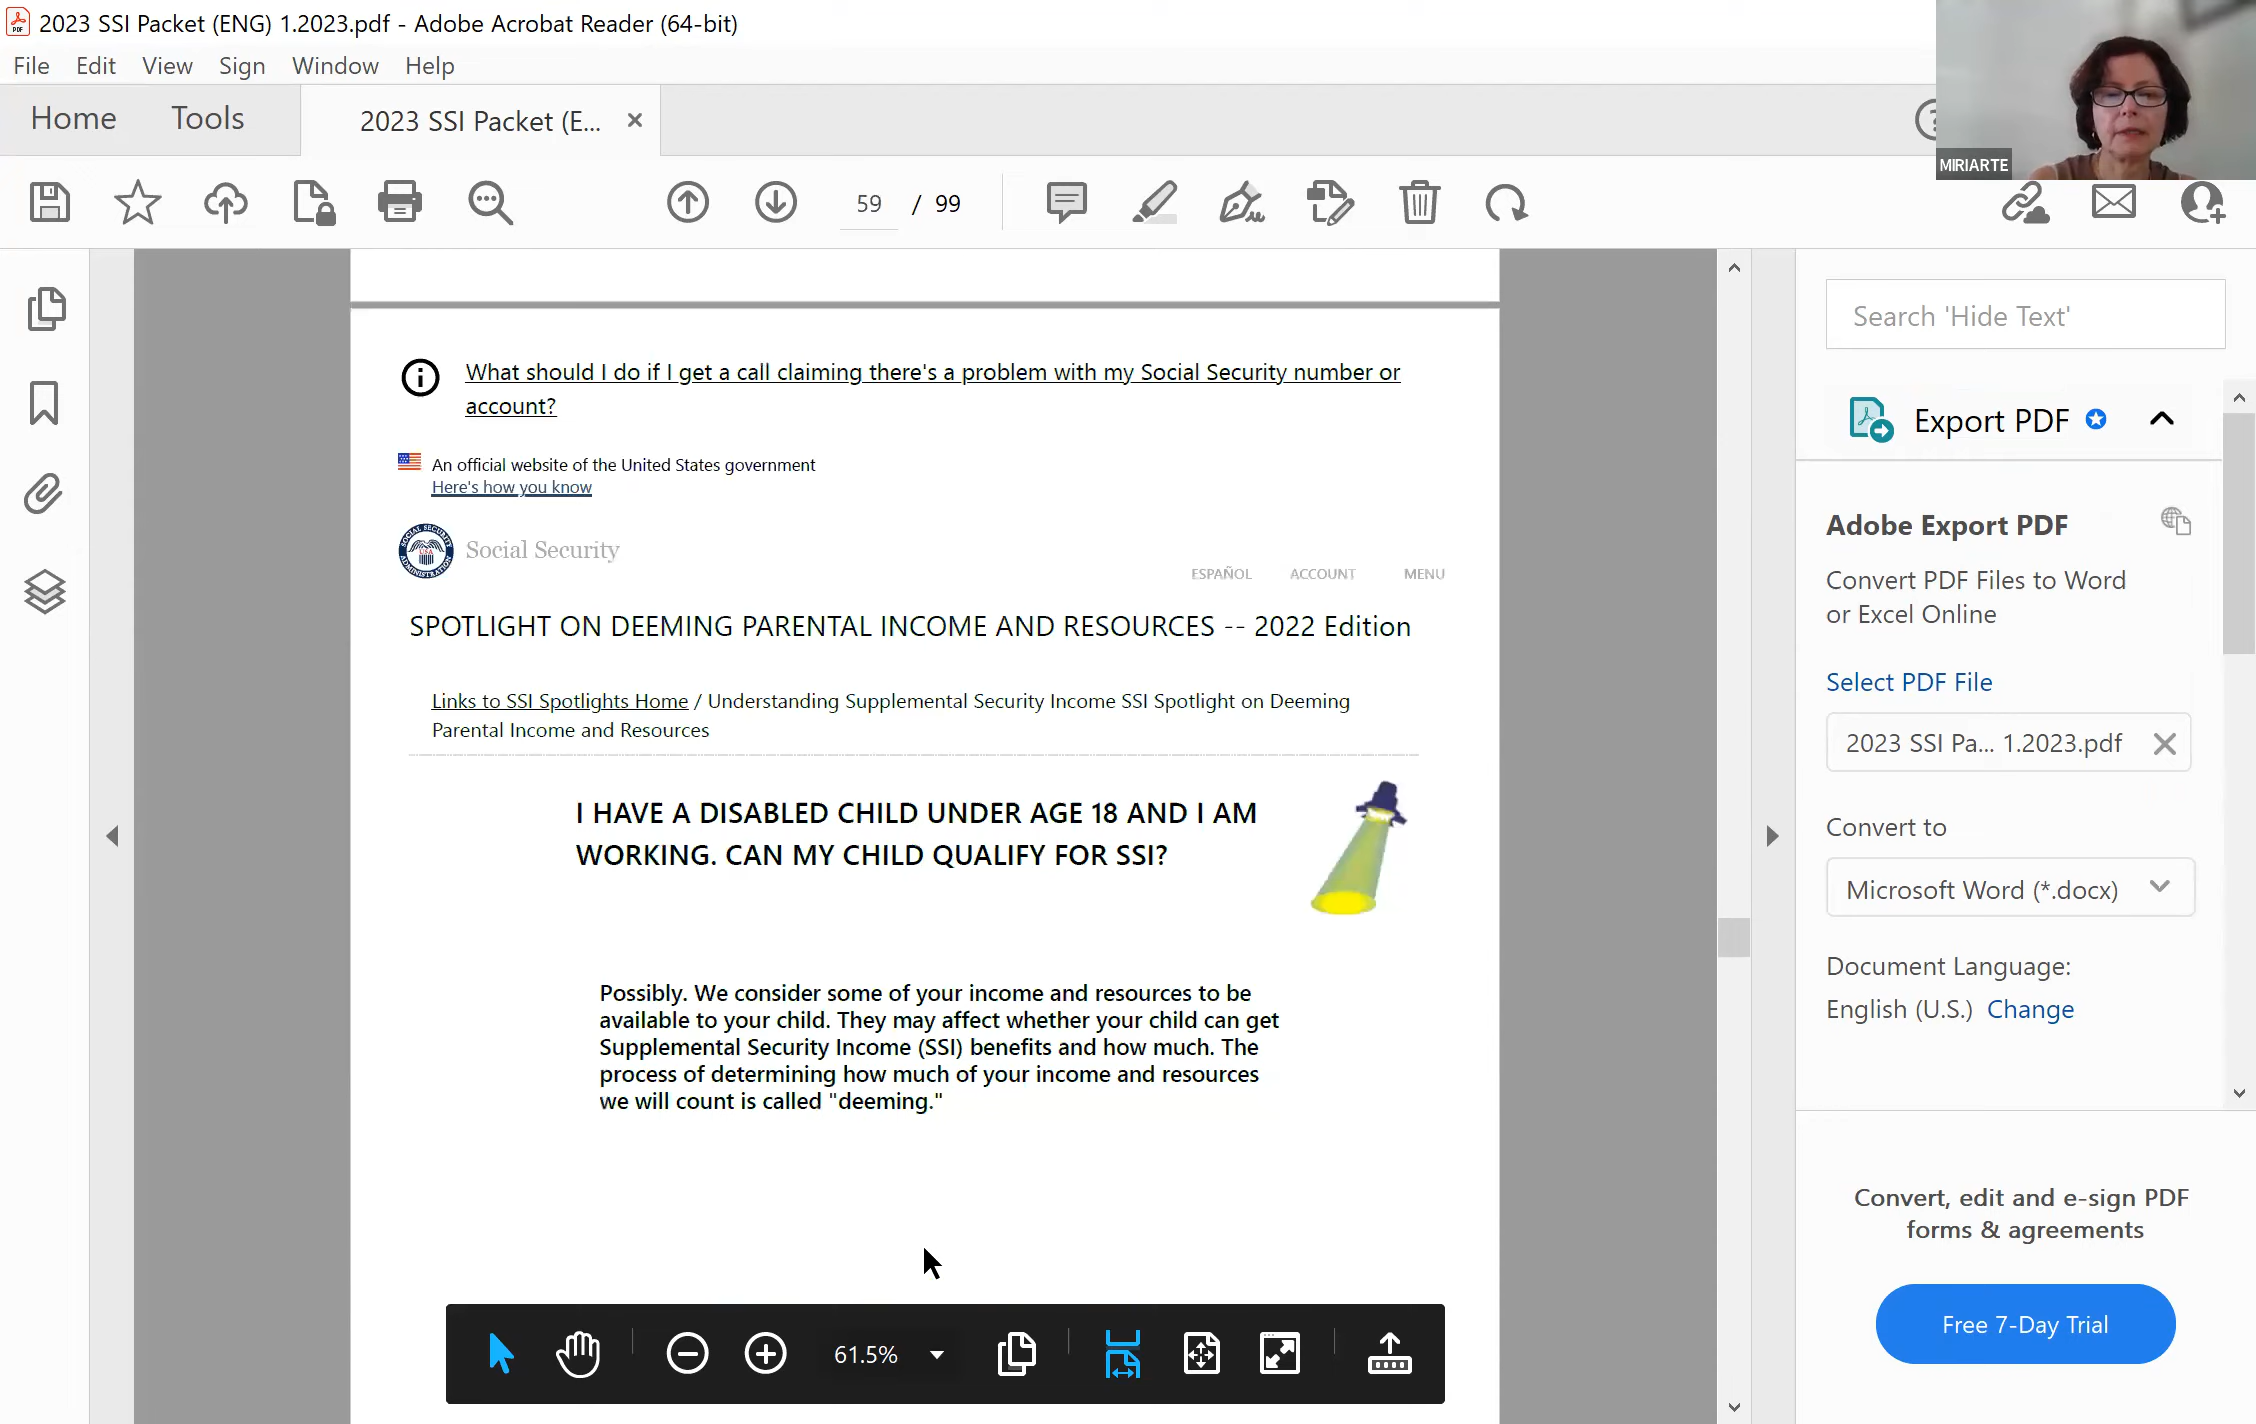 2023 SSI Packet (ENG) 1.2023.pdf - Adobe Acrobat Reader (64-bit)
File Edit View Sign Window Help
Home Tools 2023 SSI Packet (E...
MIRIARTE
59 / 99
What should I do if I get a call claiming there's a problem with my Social Security number or
account?
An official website of the United States government
Here's how you know
Social Security
ESPAÑOL ACCOUNT MENU
SPOTLIGHT ON DEEMING PARENTAL INCOME AND RESOURCES -- 2022 Edition
Links to SSI Spotlights Home / Understanding Supplemental Security Income SSI Spotlight on Deeming
Parental Income and Resources
I HAVE A DISABLED CHILD UNDER AGE 18 AND I AM
WORKING. CAN MY CHILD QUALIFY FOR SSI?
Possibly. We consider some of your income and resources to be
available to your child. They may affect whether your child can get
Supplemental Security Income (SSI) benefits and how much. The
process of determining how much of your income and resources
we will count is called "deeming."
61.5%
Search 'Hide Text'
Export PDF
Adobe Export PDF
Convert PDF Files to Word
or Excel Online
Select PDF File
2023 SSI Pa... 1.2023.pdf
Convert to
Microsoft Word (*.docx)
Document Language:
English (U.S.) Change
Convert, edit and e-sign PDF
forms & agreements
Free 7-Day Trial